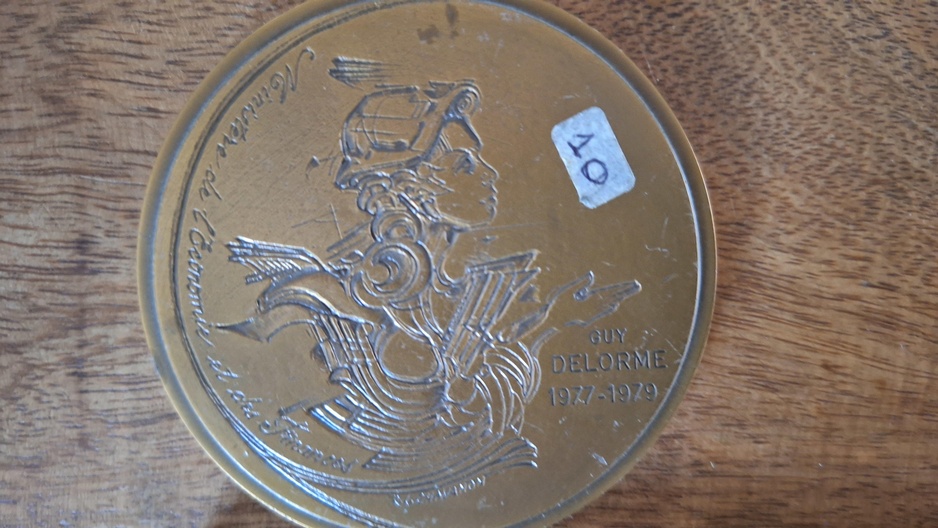 Ministère de l'Économie et des Finances
10
GUY
DELORME
1977-1979